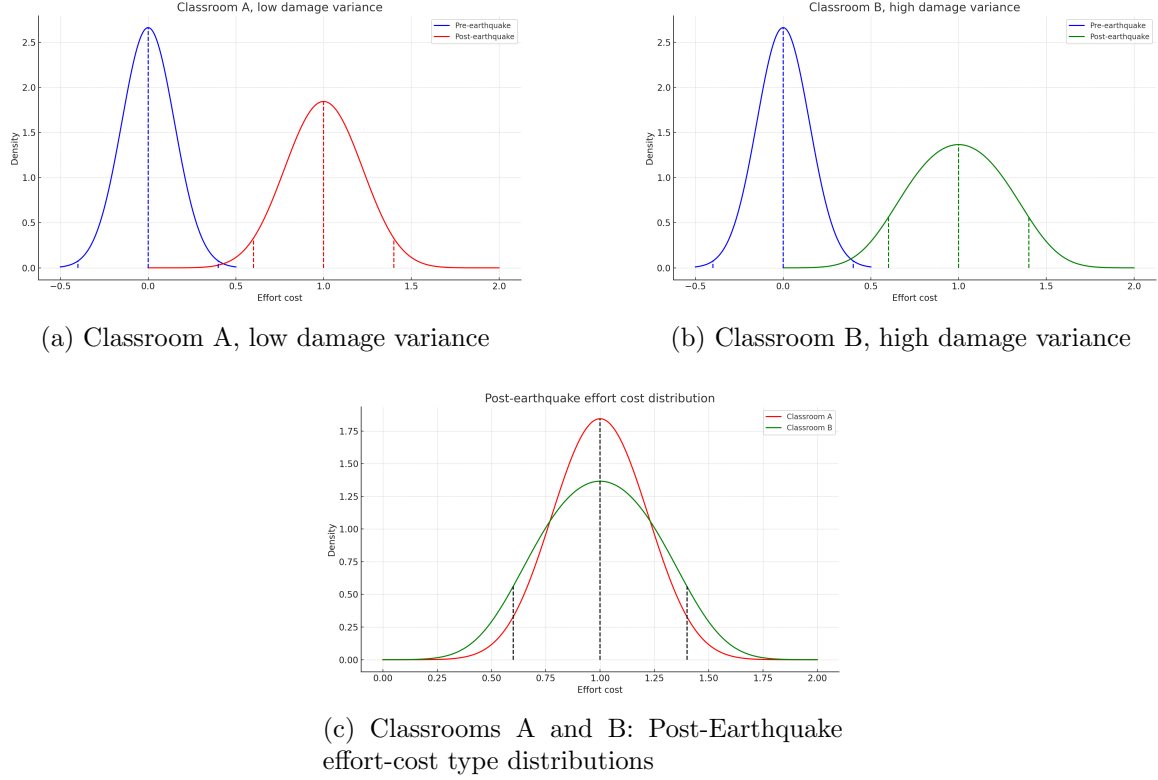 Classroom A, low damage variance
Pre-earthquake
Post-earthquake
Density
2.5
2.0
1.5
1.0
0.5
0.0
−0.5 0.0 0.5 1.0 1.5 2.0
Effort cost
(a) Classroom A, low damage variance
Classroom B, high damage variance
Pre-earthquake
Post-earthquake
Density
2.5
2.0
1.5
1.0
0.5
0.0
−0.5 0.0 0.5 1.0 1.5 2.0
Effort cost
(b) Classroom B, high damage variance
Post-earthquake effort cost distribution
Classroom A
Classroom B
Density
1.75
1.50
1.25
1.00
0.75
0.50
0.25
0.00
0.00 0.25 0.50 0.75 1.00 1.25 1.50 1.75 2.00
Effort cost
(c) Classrooms A and B: Post-Earthquake
effort-cost type distributions